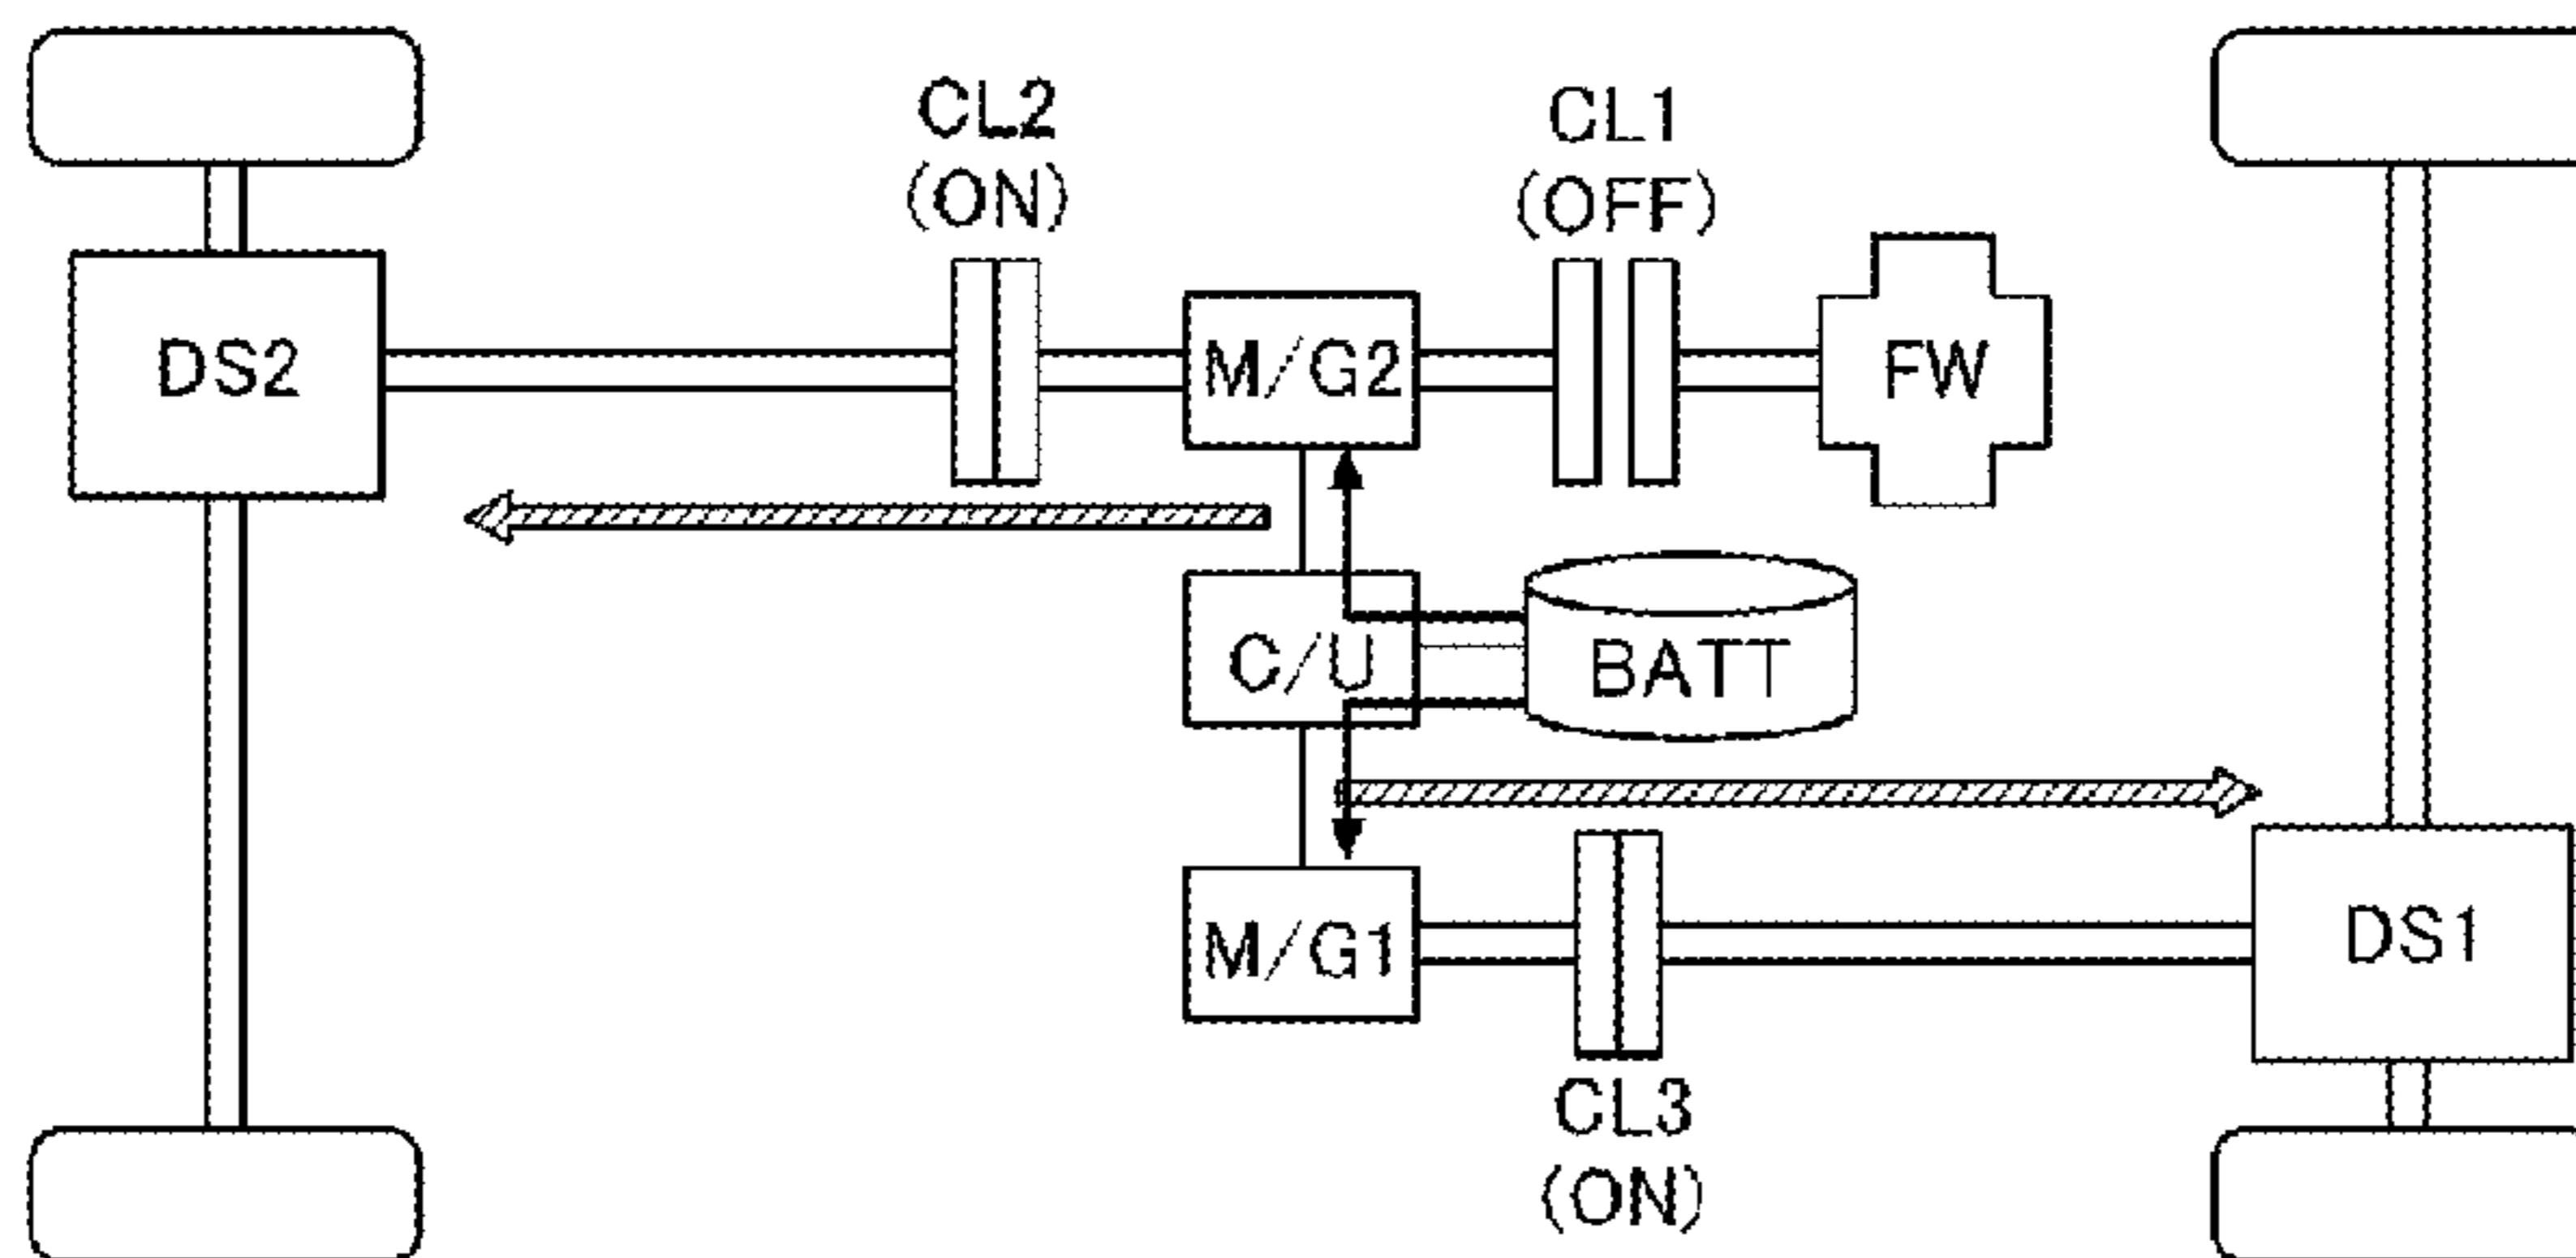 CL2
(ON)
CL1
(OFF)
DS2
M/G2
FW
C/U
BATT
M/G1
DS1
CL3
(ON)